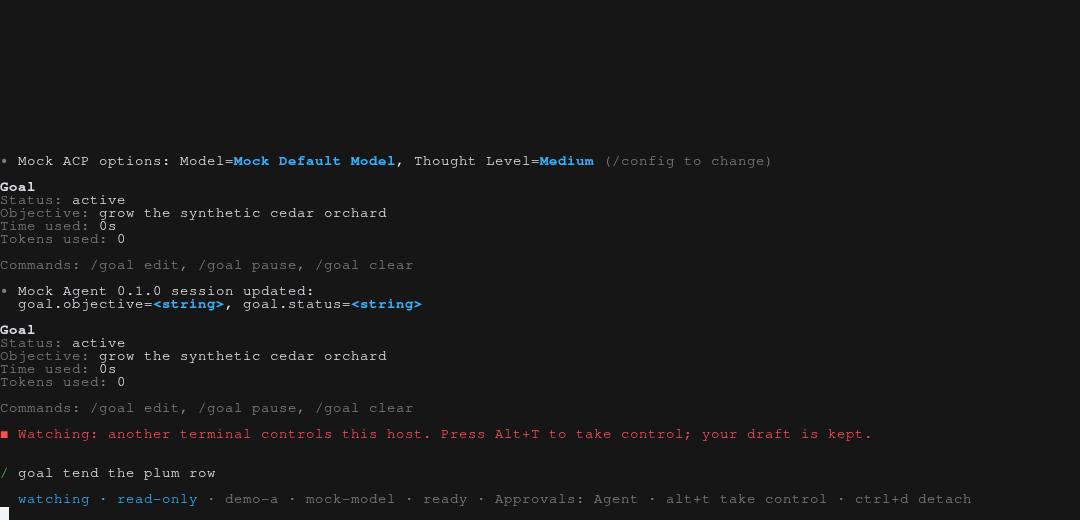 • Mock ACP options: Model=Mock Default Model, Thought Level=Medium (/config to change)
Goal
Status: active
Objective: grow the synthetic cedar orchard
Time used: 0s
Tokens used: 0
Commands: /goal edit, /goal pause, /goal clear
• Mock Agent 0.1.0 session updated:
goal.objective=<string>, goal.status=<string>
Goal
Status: active
Objective: grow the synthetic cedar orchard
Time used: 0s
Tokens used: 0
Commands: /goal edit, /goal pause, /goal clear
■ Watching: another terminal controls this host. Press Alt+T to take control; your draft is kept.
/ goal tend the plum row
watching · read-only · demo-a · mock-model · ready · Approvals: Agent · alt+t take control · ctrl+d detach